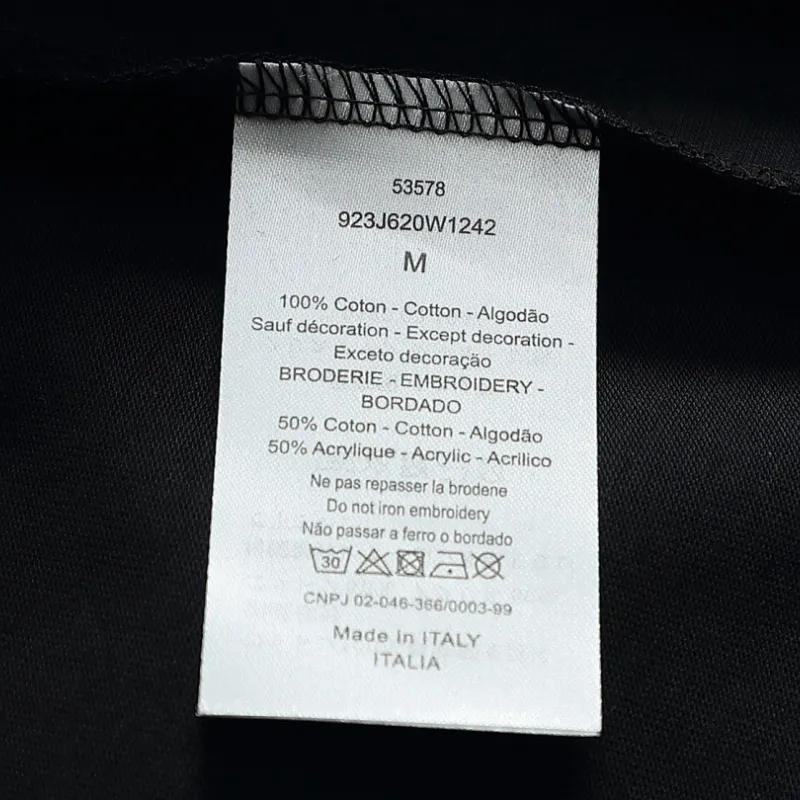 53578
923J620W1242
M
100% Coton - Cotton - Algodão
Sauf décoration - Except decoration -
Exceto decoração
BRODERIE - EMBROIDERY -
BORDADO
50% Coton - Cotton - Algodão
50% Acrylique - Acrylic - Acrilico
Ne pas repasser la brodene
Do not iron embroidery
Não passar a ferro o bordado
30
CNPJ 02-046-366/0003-99
Made in ITALY
ITALIA